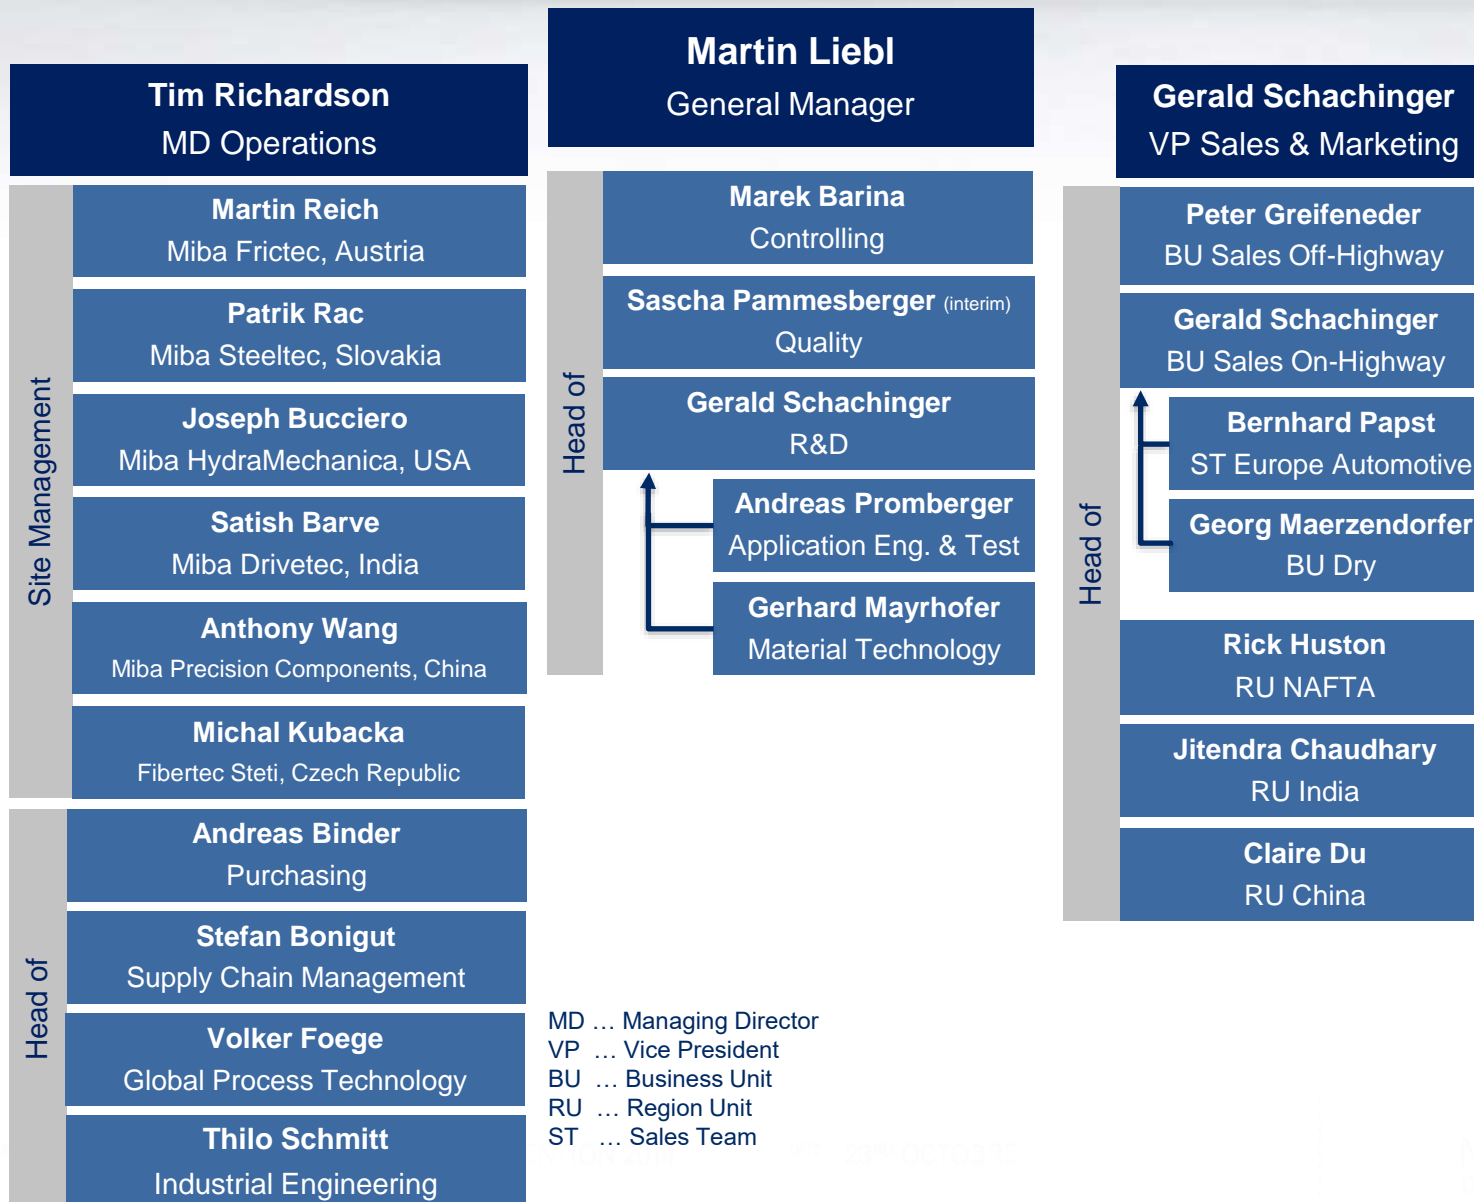 Martin Liebl
General Manager
Tim Richardson
MD Operations
Site Management
Martin Reich
Miba Frictec, Austria
Patrik Rac
Miba Steeltec, Slovakia
Joseph Bucciero
Miba HydraMechanica, USA
Satish Barve
Miba Drivetec, India
Anthony Wang
Miba Precision Components, China
Michal Kubacka
Fibertec Steti, Czech Republic
Head of
Andreas Binder
Purchasing
Stefan Bonigut
Supply Chain Management
Volker Foege
Global Process Technology
Thilo Schmitt
Industrial Engineering
Head of
Marek Barina
Controlling
Sascha Pammesberger (interim)
Quality
Gerald Schachinger
R&D
Andreas Promberger
Application Eng. & Test
Gerhard Mayrhofer
Material Technology
Gerald Schachinger
VP Sales & Marketing
Head of
Peter Greifeneder
BU Sales Off-Highway
Gerald Schachinger
BU Sales On-Highway
Bernhard Papst
ST Europe Automotive
Georg Maerzendorfer
BU Dry
Rick Huston
RU NAFTA
Jitendra Chaudhary
RU India
Claire Du
RU China
MD … Managing Director
VP … Vice President
BU … Business Unit
RU … Region Unit
ST … Sales Team